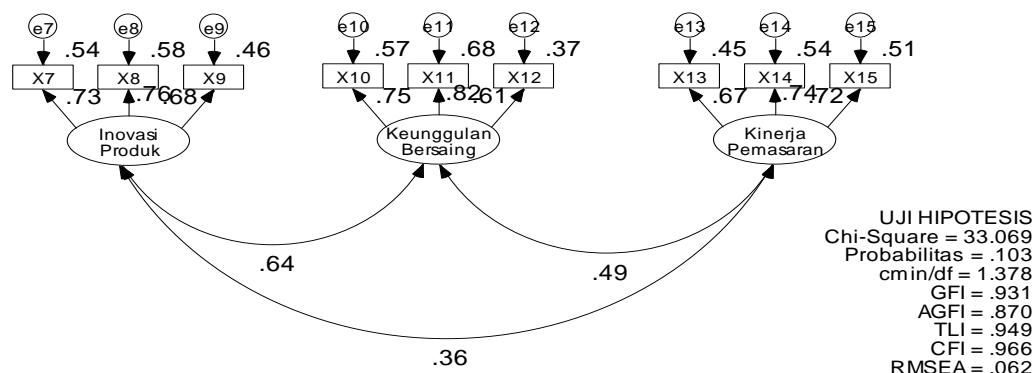 e7 e8 e9 e10 e11 e12 e13 e14 e15
.54 .58 .46 .57 .68 .37 .45 .54 .51
X7 X8 X9 X10 X11 X12 X13 X14 X15
.73 .76 .68 .75 .82 .61 .67 .74 .72
Inovasi
Produk
Keunggulan
Bersaing
Kinerja
Pemasaran
.64
.49
.36
UJI HIPOTESIS
Chi-Square = 33.069
Probabilitas = .103
cmin/df = 1.378
GFI = .931
AGFI = .870
TLI = .949
CFI = .966
RMSEA = .062